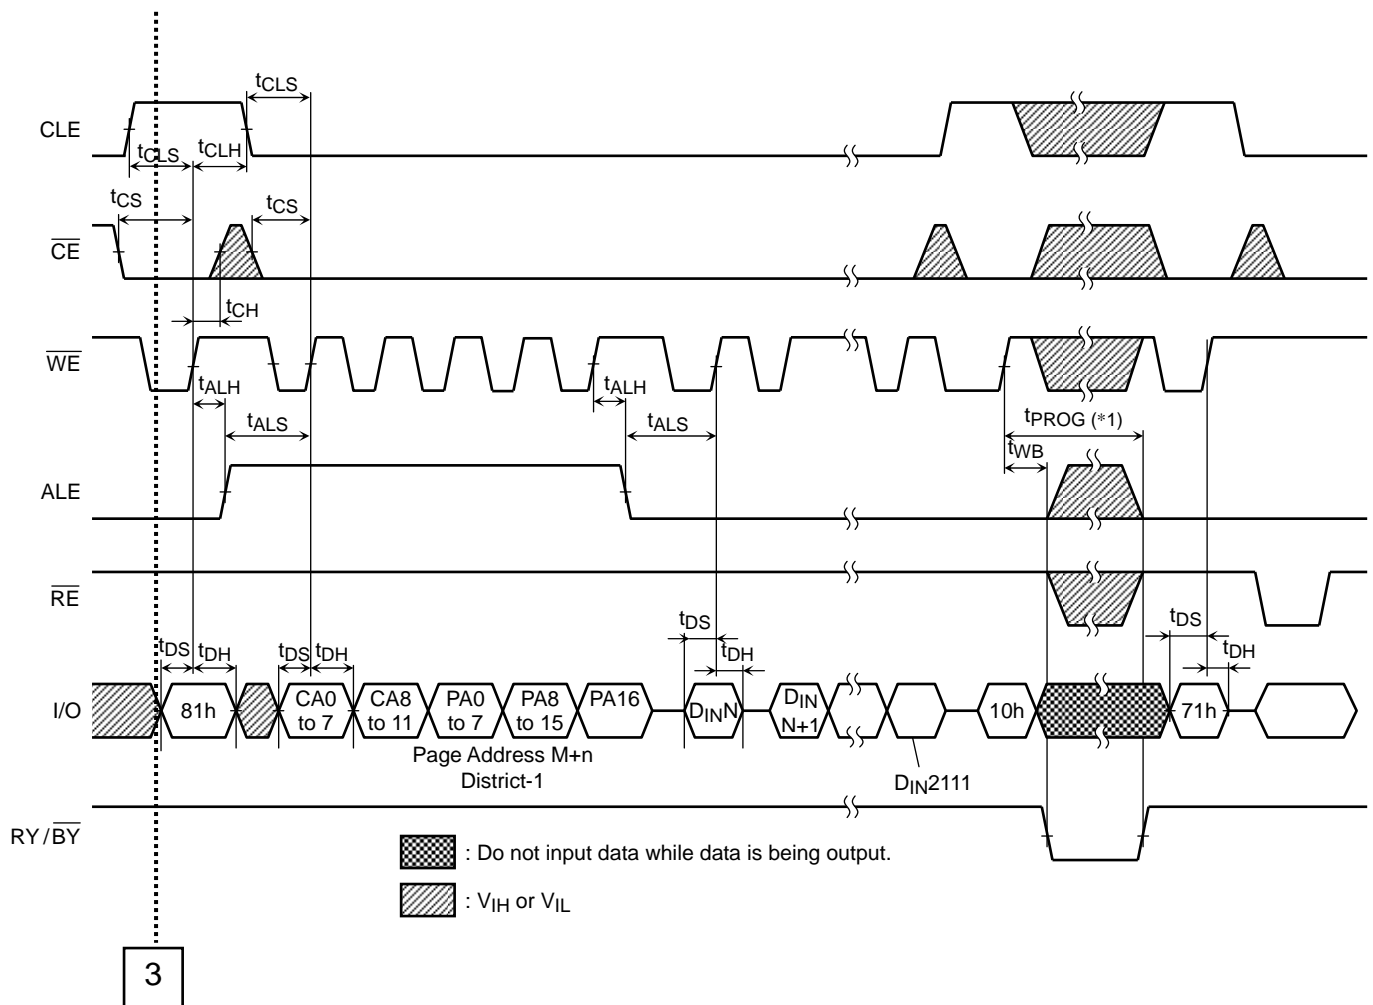 tCLS
CLE
tCLS
tCLH
tCS
tCS
CE
tCH
WE
tALH
tALH
tALS
tALS
tPROG (*1)
tWB
ALE
RE
tDS
tDH
tDS
tDH
tDS
tDH
tDS
tDH
I/O
81h
CA0
to 7
CA8
to 11
PA0
to 7
PA8
to 15
PA16
DINN
DIN
N+1
10h
71h
Page Address M+n
District-1
DIN2111
RY/BY
: Do not input data while data is being output.
: VIH or VIL
3